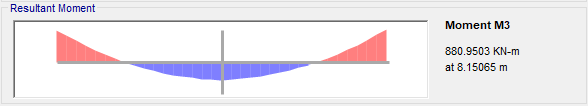 Resultant Moment
Moment M3
880.9503 KN-m
at 8.15065 m